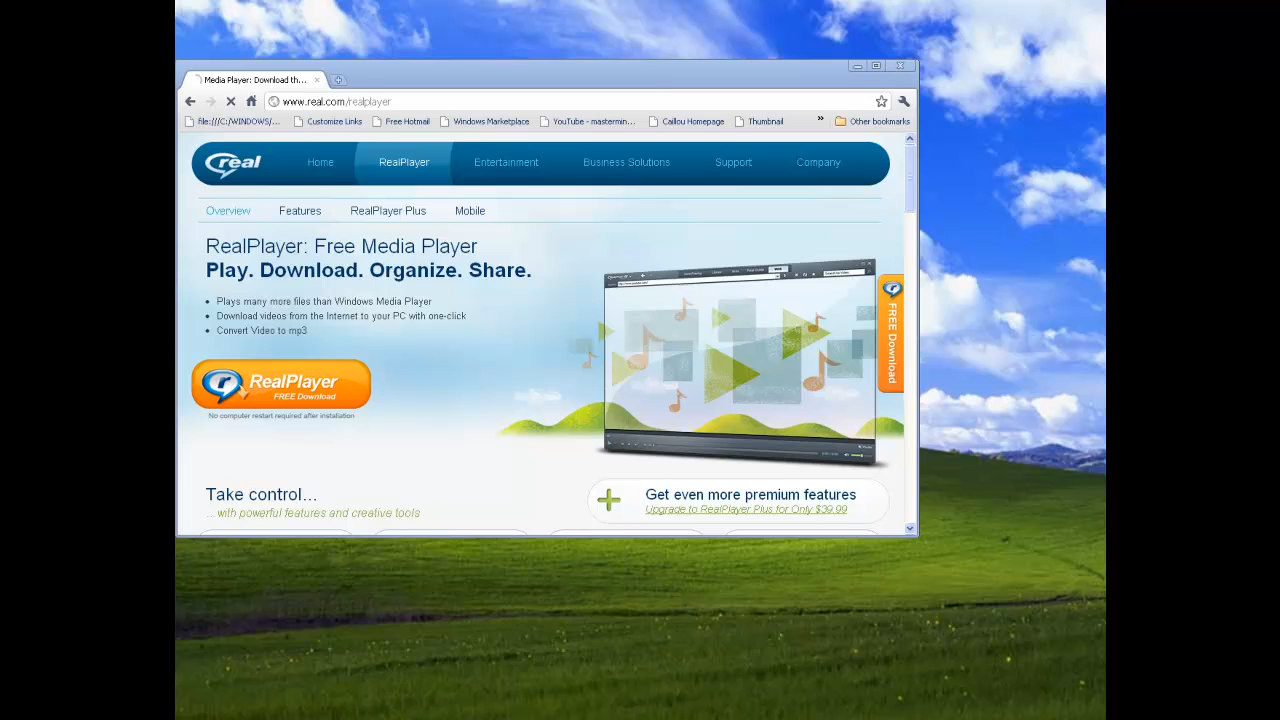 Media Player: Download th...
www.real.com/realplayer
File:///C:/WINDOWS/... Customize Links Free Hotmail Windows Marketplace YouTube - mastermin... Caillou Homepage Thumbnail » Other bookmarks
real Home RealPlayer Entertainment Business Solutions Support Company
Overview Features RealPlayer Plus Mobile
RealPlayer: Free Media Player
Play. Download. Organize. Share.
Plays many more files than Windows Media Player
Download videos from the Internet to your PC with one-click
Convert Video to mp3
FREE Download
RealPlayer
FREE Download
No computer restart required after installation
Take control...
...with powerful features and creative tools
Get even more premium features
Upgrade to RealPlayer Plus for Only $39.99